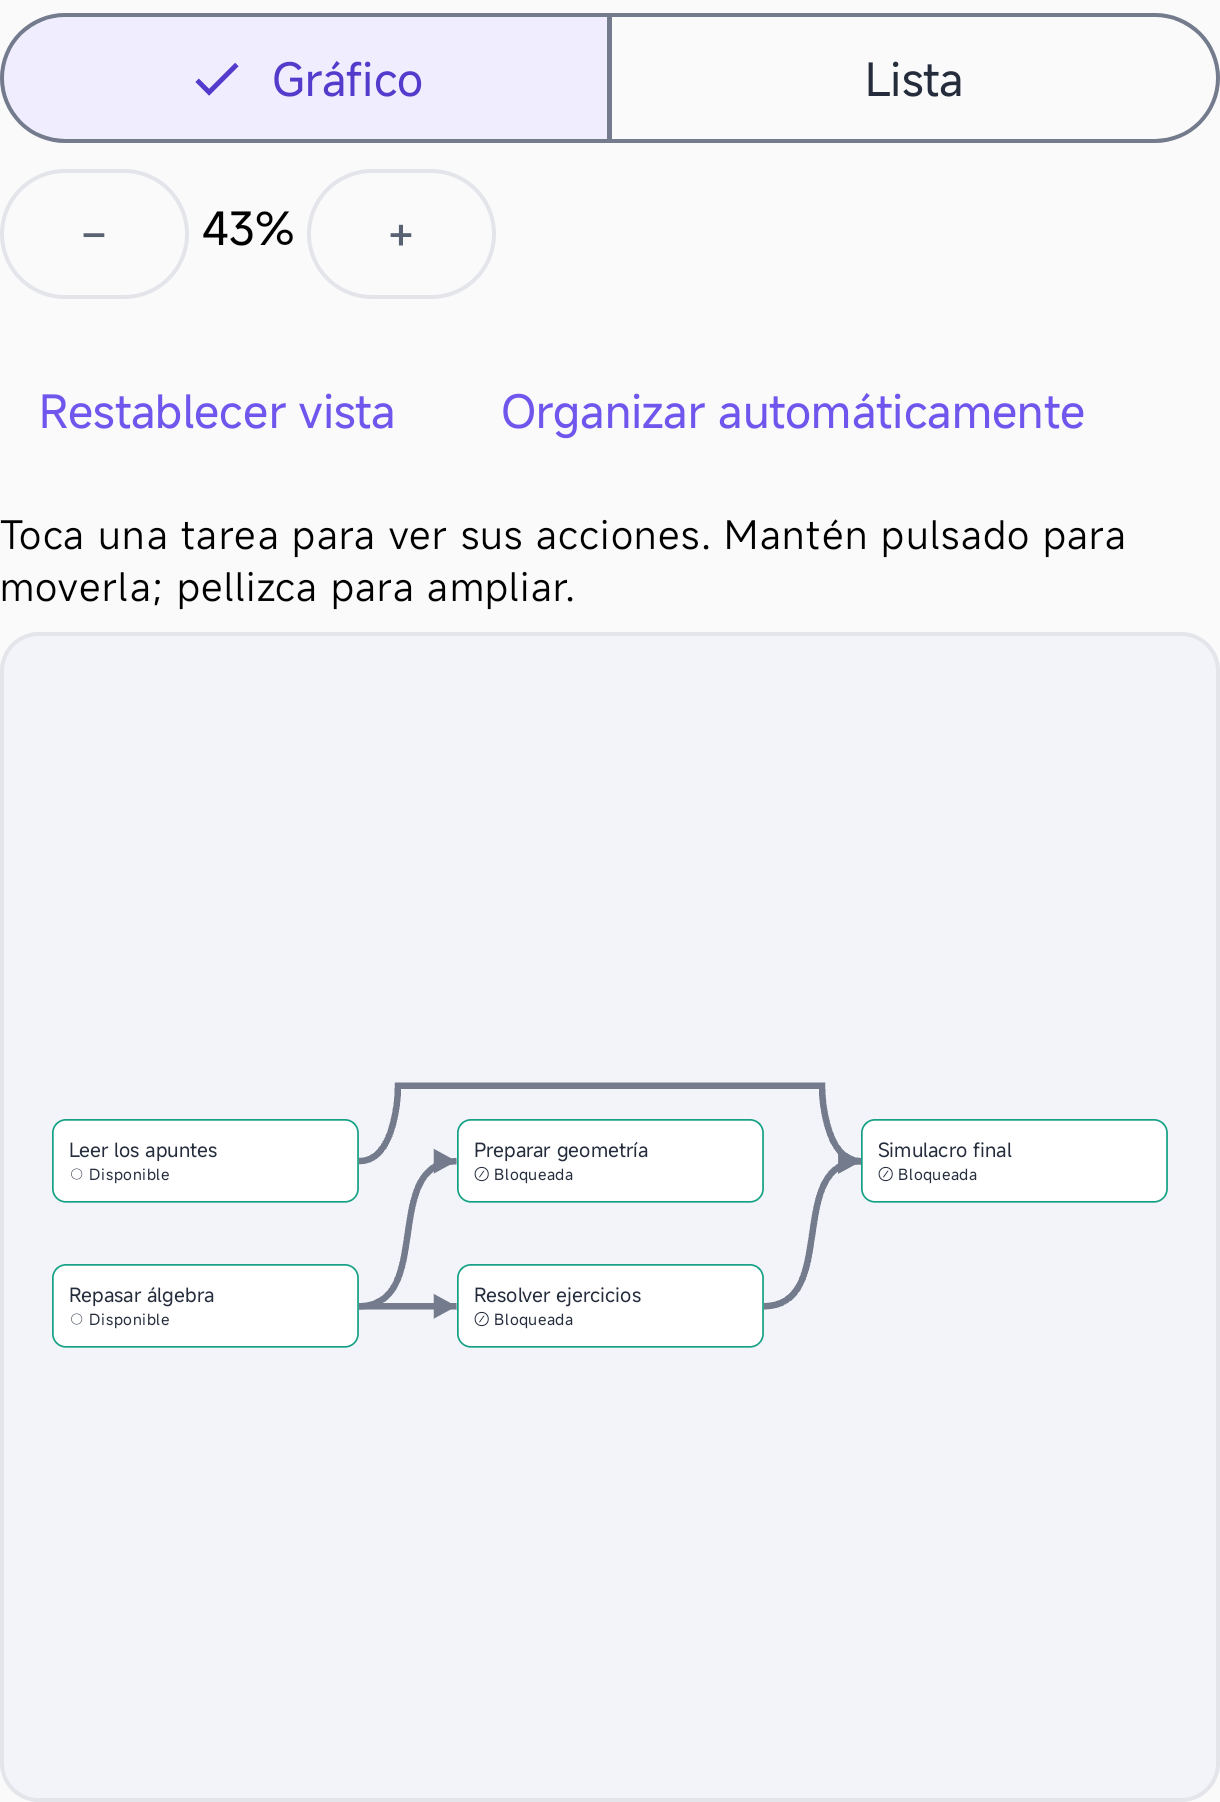 Gráfico
Lista
− 43% +
Restablecer vista
Organizar automáticamente
Toca una tarea para ver sus acciones. Mantén pulsado para
moverla; pellizca para ampliar.
Leer los apuntes
Disponible
Preparar geometría
Bloqueada
Simulacro final
Bloqueada
Repasar álgebra
Disponible
Resolver ejercicios
Bloqueada